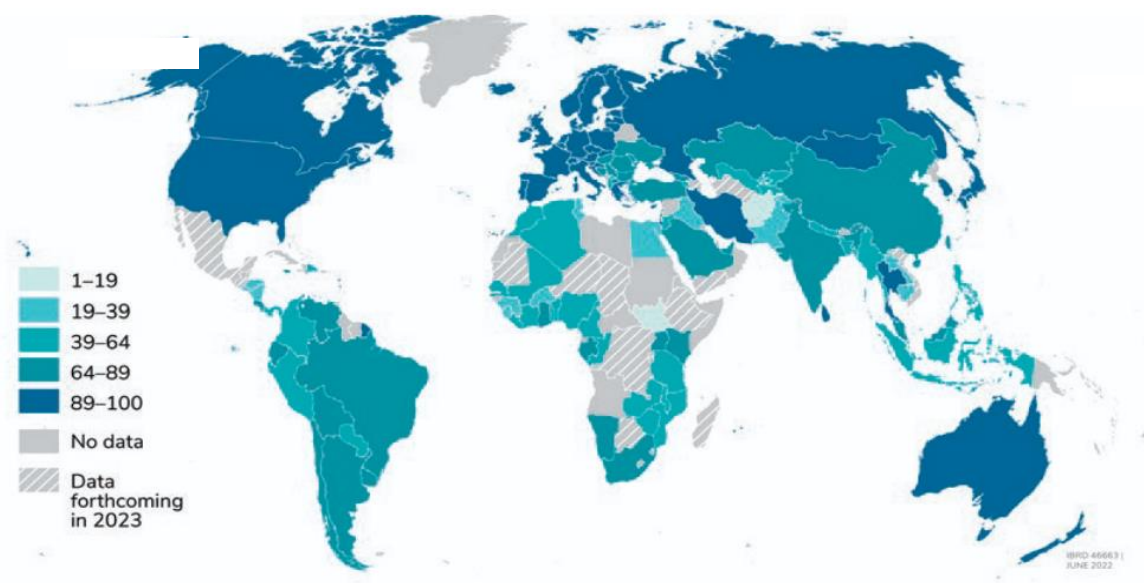 1–19
19–39
39–64
64–89
89–100
No data
Data
forthcoming
in 2023
IBRD 46663 |
JUNE 2022